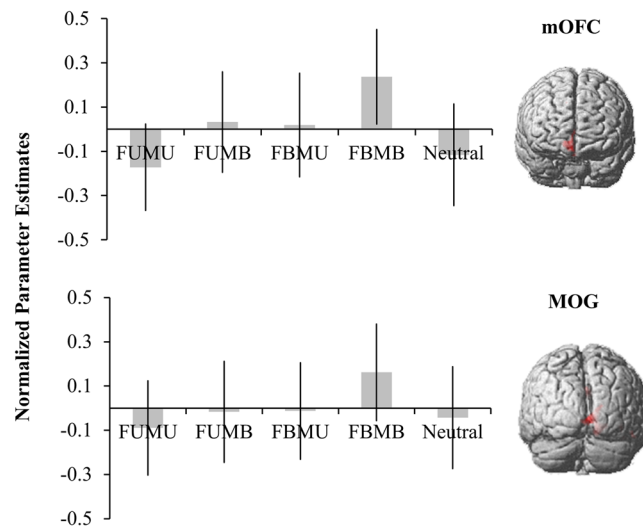 Normalized Parameter Estimates
mOFC
0.5
0.3
0.1
-0.1
-0.3
-0.5
FUMU FUMB FBMU FBMB Neutral
MOG
0.5
0.3
0.1
-0.1
-0.3
-0.5
FUMU FUMB FBMU FBMB Neutral